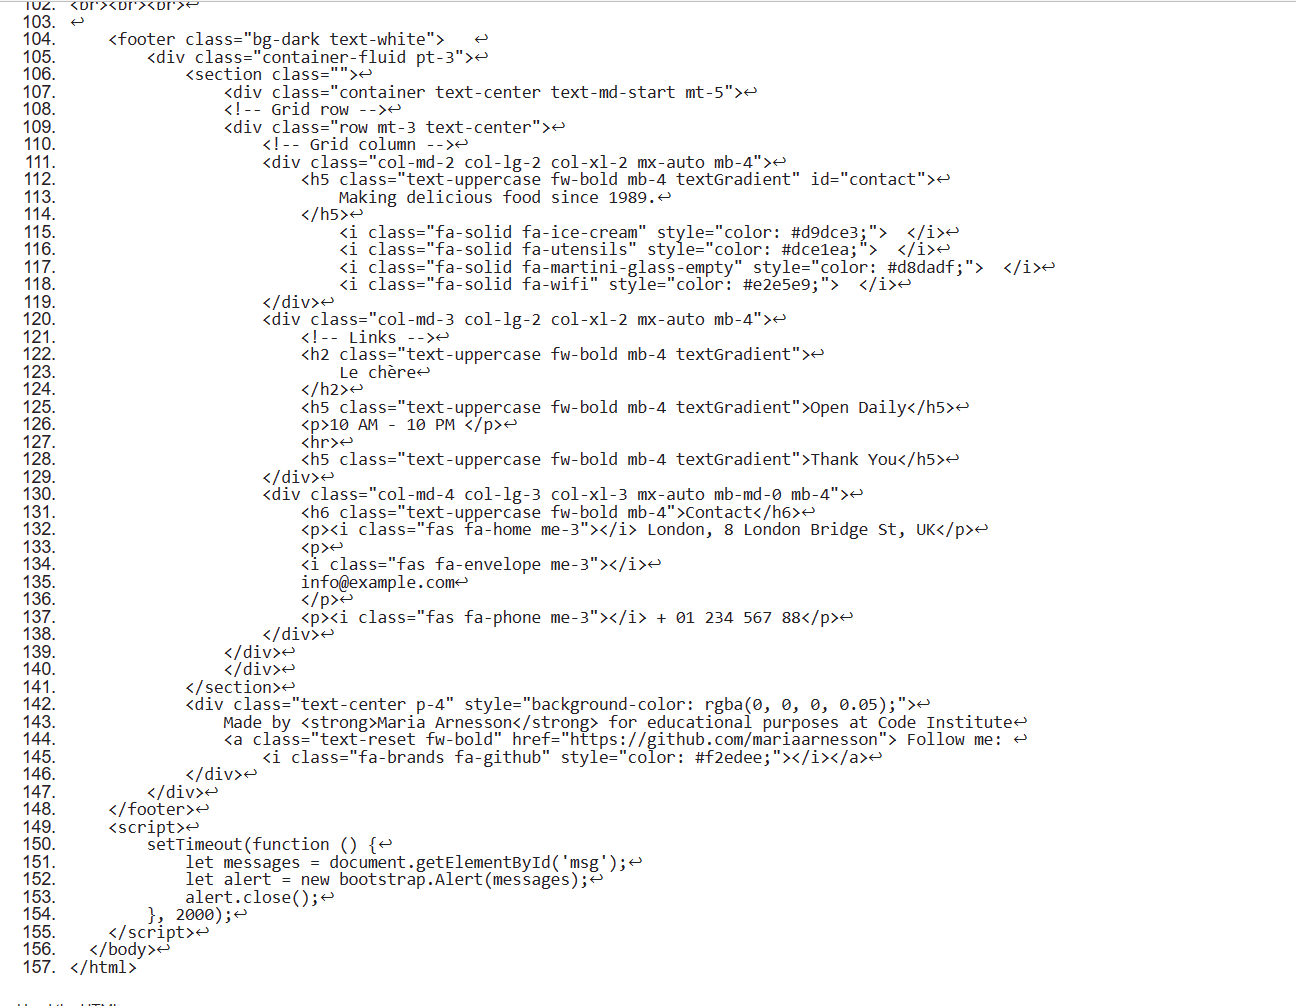 102. <br><br><br>↩
103. ↩
104.     <footer class="bg-dark text-white">   ↩
105.         <div class="container-fluid pt-3">↩
106.             <section class="">↩
107.                 <div class="container text-center text-md-start mt-5">↩
108.                 <!-- Grid row -->↩
109.                 <div class="row mt-3 text-center">↩
110.                     <!-- Grid column -->↩
111.                     <div class="col-md-2 col-lg-2 col-xl-2 mx-auto mb-4">↩
112.                         <h5 class="text-uppercase fw-bold mb-4 textGradient" id="contact">↩
113.                             Making delicious food since 1989.↩
114.                         </h5>↩
115.                             <i class="fa-solid fa-ice-cream" style="color: #d9dce3;">  </i>↩
116.                             <i class="fa-solid fa-utensils" style="color: #dce1ea;">  </i>↩
117.                             <i class="fa-solid fa-martini-glass-empty" style="color: #d8dadf;">  </i>↩
118.                             <i class="fa-solid fa-wifi" style="color: #e2e5e9;">  </i>↩
119.                     </div>↩
120.                     <div class="col-md-3 col-lg-2 col-xl-2 mx-auto mb-4">↩
121.                         <!-- Links -->↩
122.                         <h2 class="text-uppercase fw-bold mb-4 textGradient">↩
123.                             Le chère↩
124.                         </h2>↩
125.                         <h5 class="text-uppercase fw-bold mb-4 textGradient">Open Daily</h5>↩
126.                         <p>10 AM - 10 PM </p>↩
127.                         <hr>↩
128.                         <h5 class="text-uppercase fw-bold mb-4 textGradient">Thank You</h5>↩
129.                     </div>↩
130.                     <div class="col-md-4 col-lg-3 col-xl-3 mx-auto mb-md-0 mb-4">↩
131.                         <h6 class="text-uppercase fw-bold mb-4">Contact</h6>↩
132.                         <p><i class="fas fa-home me-3"></i> London, 8 London Bridge St, UK</p>↩
133.                         <p>↩
134.                         <i class="fas fa-envelope me-3"></i>↩
135.                         info@example.com↩
136.                         </p>↩
137.                         <p><i class="fas fa-phone me-3"></i> + 01 234 567 88</p>↩
138.                     </div>↩
139.                 </div>↩
140.                 </div>↩
141.             </section>↩
142.             <div class="text-center p-4" style="background-color: rgba(0, 0, 0, 0.05);">↩
143.                 Made by <strong>Maria Arnesson</strong> for educational purposes at Code Institute↩
144.                 <a class="text-reset fw-bold" href="https://github.com/mariaarnesson"> Follow me: ↩
145.                     <i class="fa-brands fa-github" style="color: #f2edee;"></i></a>↩
146.             </div>↩
147.         </div>↩
148.     </footer>↩
149.     <script>↩
150.         setTimeout(function () {↩
151.             let messages = document.getElementById('msg');↩
152.             let alert = new bootstrap.Alert(messages);↩
153.             alert.close();↩
154.         }, 2000);↩
155.     </script>↩
156.   </body>↩
157. </html>